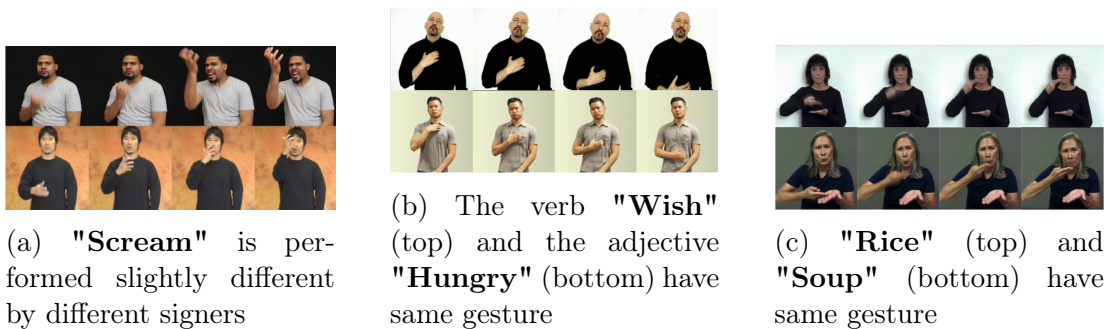 (a) "Scream" is per-
formed slightly different
by different signers
(b) The verb "Wish"
(top) and the adjective
"Hungry" (bottom) have
same gesture
(c) "Rice" (top) and
"Soup" (bottom) have
same gesture